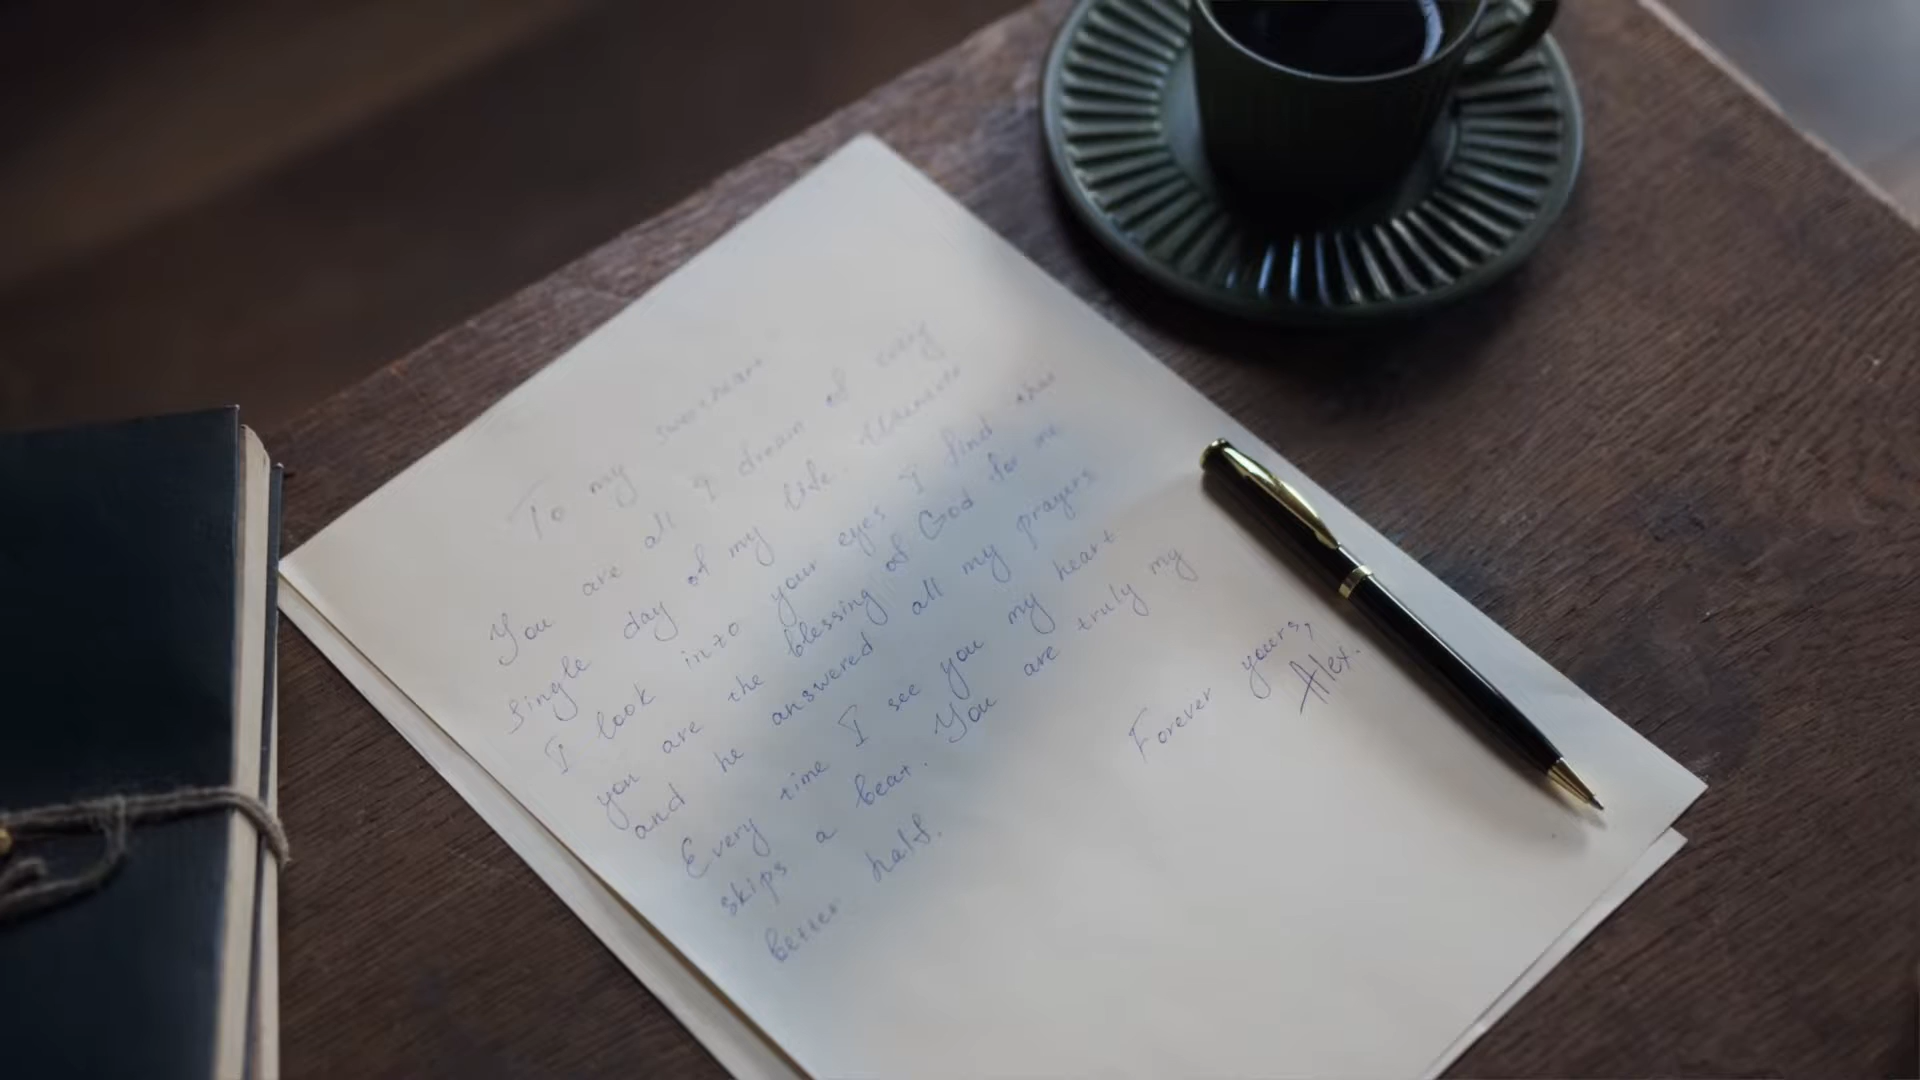 To my sweetheart
You are all I dream of every
single day of my life. Whenever
I look into your eyes I find that
you are the blessing of God for me
and he answered all my prayers
Every time I see you my heart
skips a beat. You are truly my
better half.
Forever yours,
Alex.